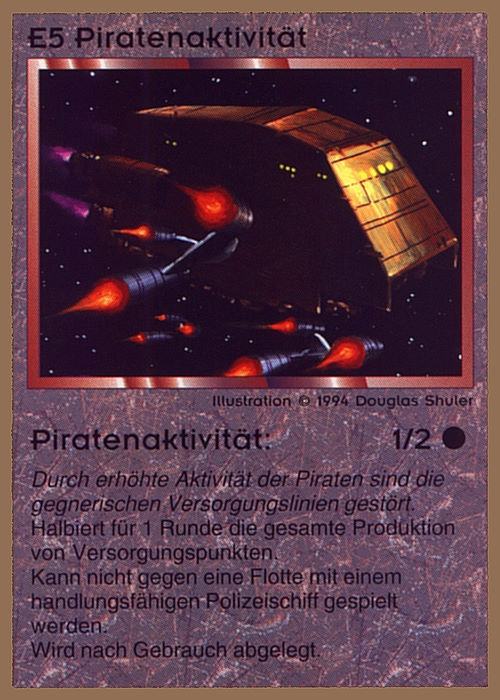 E5 Piratenaktivität
Illustration © 1994 Douglas Shuler
Piratenaktivität: 1/2 ●
Durch erhöhte Aktivität der Piraten sind die
gegnerischen Versorgungslinien gestört.
Halbiert für 1 Runde die gesamte Produktion
von Versorgungspunkten.
Kann nicht gegen eine Flotte mit einem
handlungsfähigen Polizeischiff gespielt
werden.
Wird nach Gebrauch abgelegt.